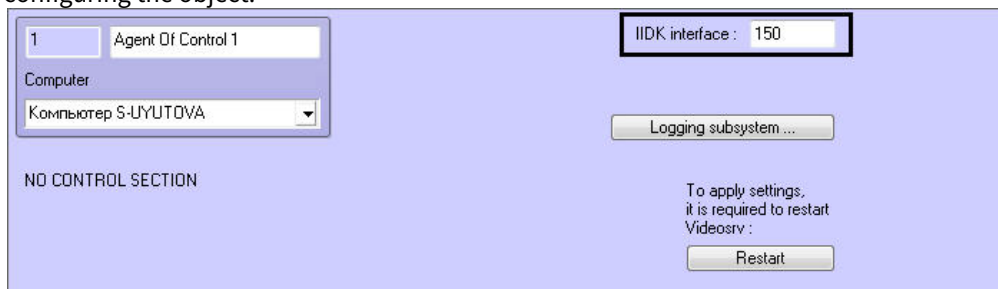 configuring the object.
1 Agent Of Control 1
IIDK interface : 150
Computer
Компьютер S-UYUTOVA
Logging subsystem ...
NO CONTROL SECTION
To apply settings,
it is required to restart
Videosrv :
Restart